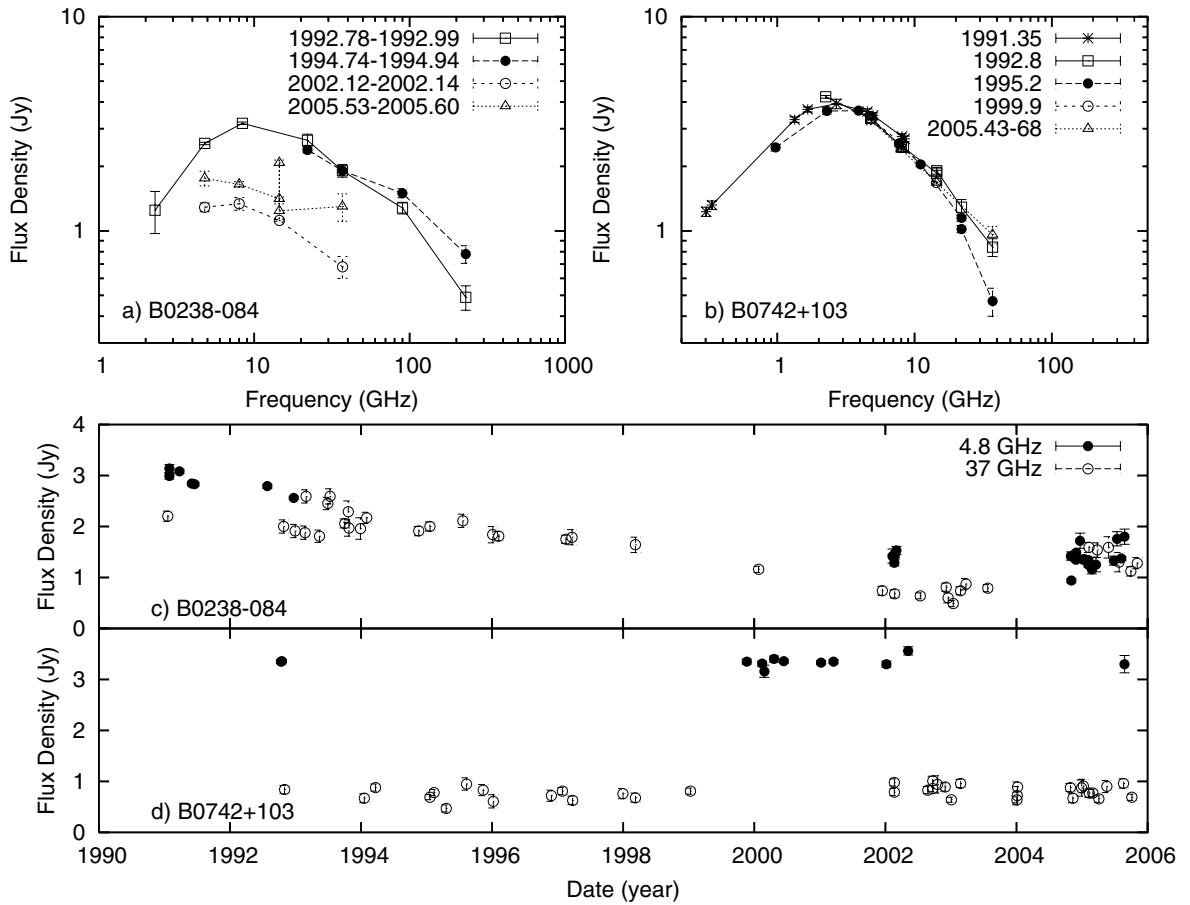 10
1
Flux Density (Jy)
1992.78-1992.99
1994.74-1994.94
2002.12-2002.14
2005.53-2005.60
a) B0238-084
1 10 100 1000
Frequency (GHz)
10
1
Flux Density (Jy)
1991.35
1992.8
1995.2
1999.9
2005.43-68
b) B0742+103
1 10 100
Frequency (GHz)
4
3
2
1
0
Flux Density (Jy)
4.8 GHz
37 GHz
c) B0238-084
3
2
1
0
Flux Density (Jy)
d) B0742+103
1990 1992 1994 1996 1998 2000 2002 2004 2006
Date (year)